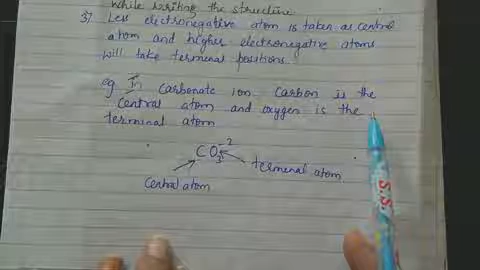 while writing the structure
3) Less electronegative atom is taken as central
atom and higher electronegative atoms
will take terminal positions.
eg In Carbonate ion Carbon is the
central atom and oxygen is the
terminal atom
CO₃⁻²
terminal atom
Central atom
S.S.